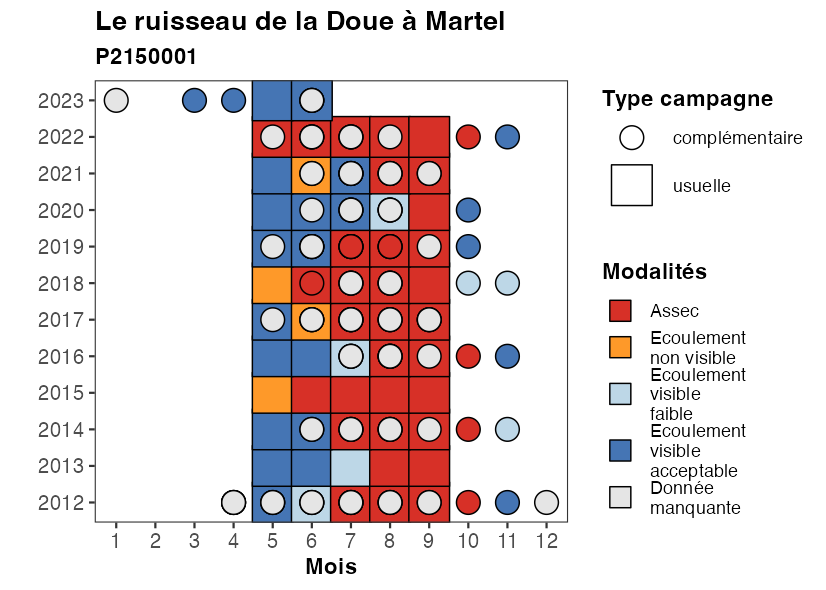 Le ruisseau de la Doue à Martel
P2150001
2023
2022
2021
2020
2019
2018
2017
2016
2015
2014
2013
2012
1 2 3 4 5 6 7 8 9 10 11 12
Mois
Type campagne
complémentaire
usuelle
Modalités
Assec
Ecoulement
non visible
Ecoulement
visible
faible
Ecoulement
visible
acceptable
Donnée
manquante